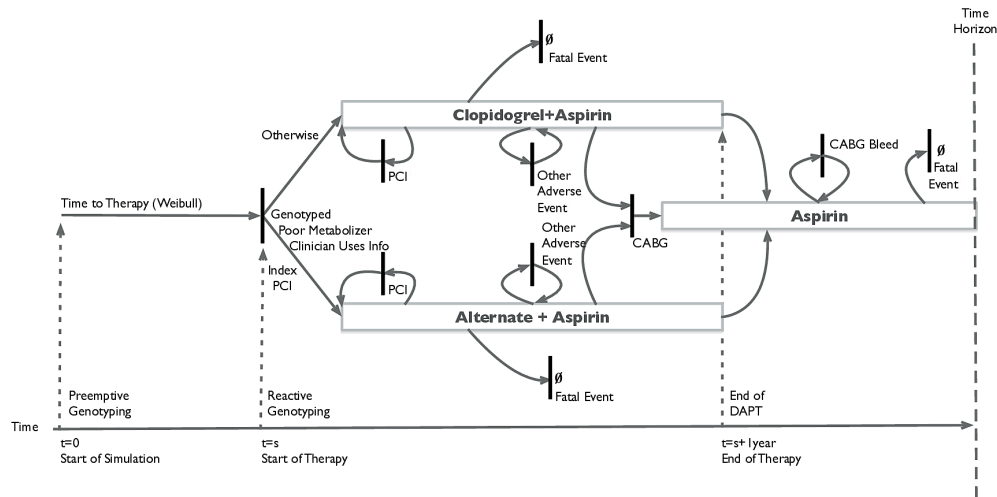 Time
Horizon
Ø
Fatal Event
Clopidogrel+Aspirin
Otherwise
PCI
Other
Adverse
Event
CABG Bleed
Ø
Fatal
Event
Time to Therapy (Weibull)
Genotyped
Poor Metabolizer
Clinician Uses Info
Index
PCI
Aspirin
CABG
Other
Adverse
Event
PCI
Alternate + Aspirin
Ø
Fatal Event
Preemptive
Genotyping
Reactive
Genotyping
End of
DAPT
Time
t=0
Start of Simulation
t=s
Start of Therapy
t=s+1year
End of Therapy